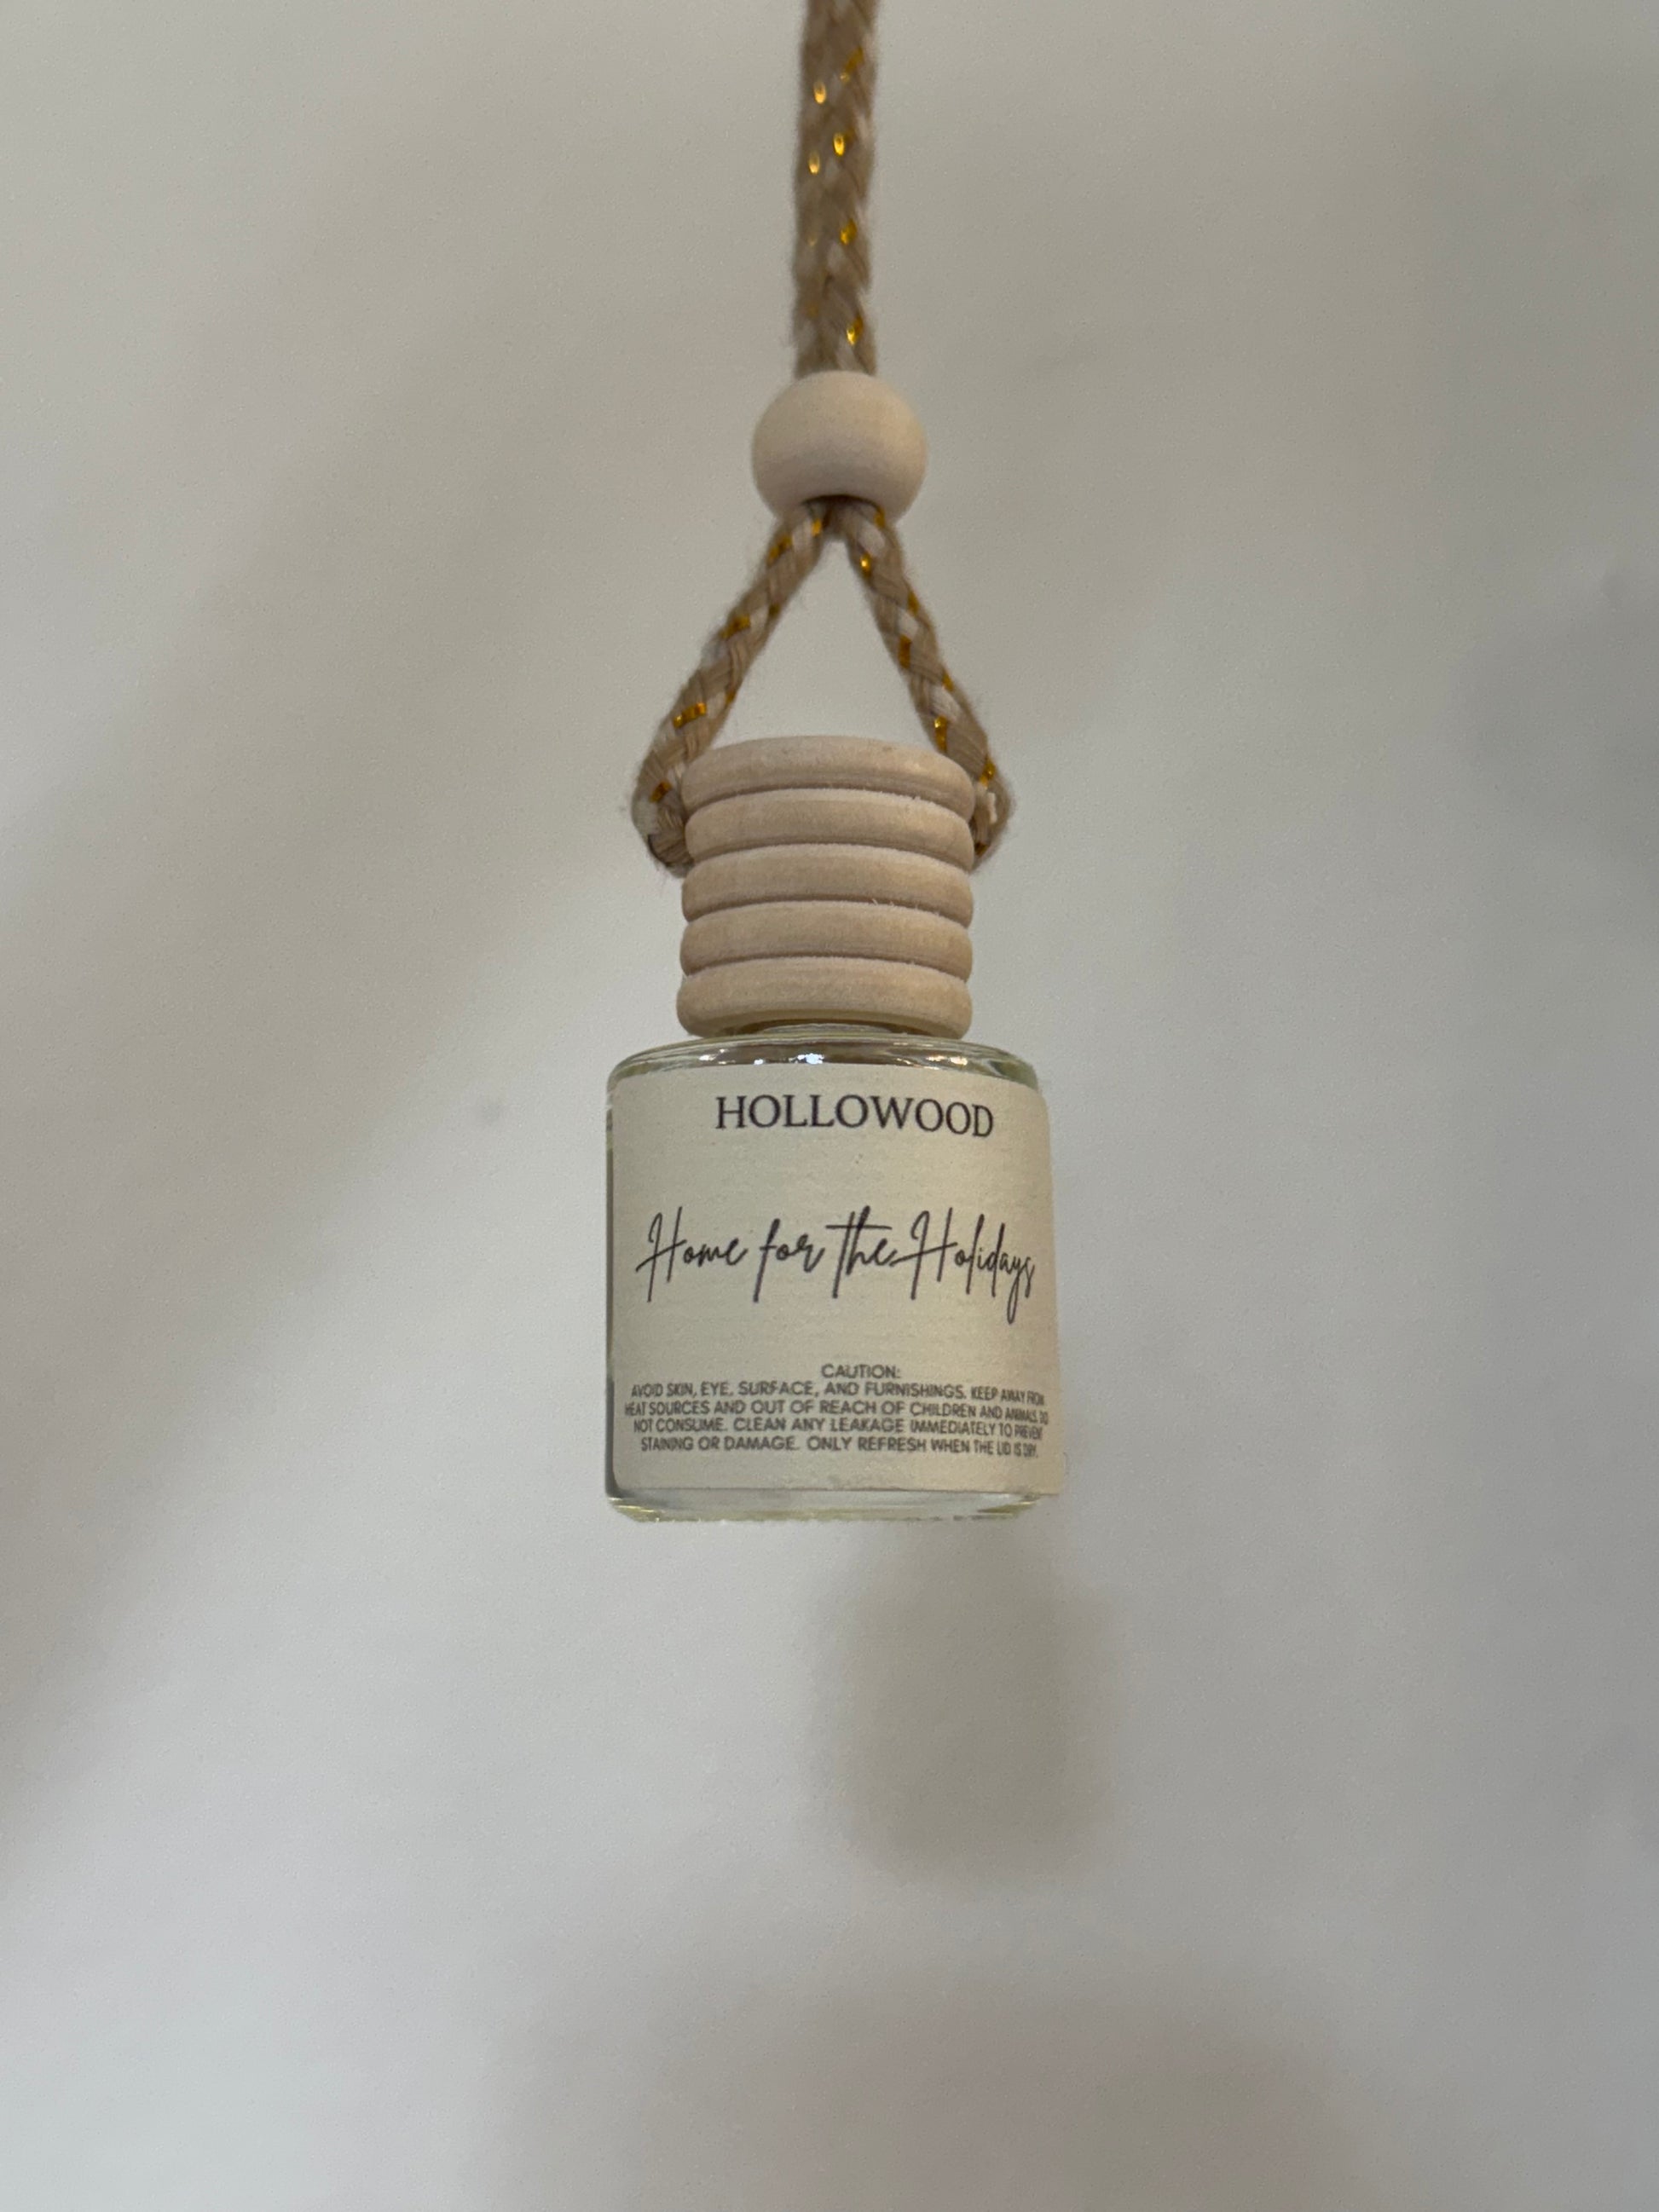 HOLLOWOOD
Home for the Holidays
CAUTION:
AVOID SKIN, EYE, SURFACE, AND FURNISHINGS. KEEP AWAY FROM
HEAT SOURCES AND OUT OF REACH OF CHILDREN AND ANIMALS. DO
NOT CONSUME. CLEAN ANY LEAKAGE IMMEDIATELY TO PREVENT
STAINING OR DAMAGE. ONLY REFRESH WHEN THE LID IS DRY.